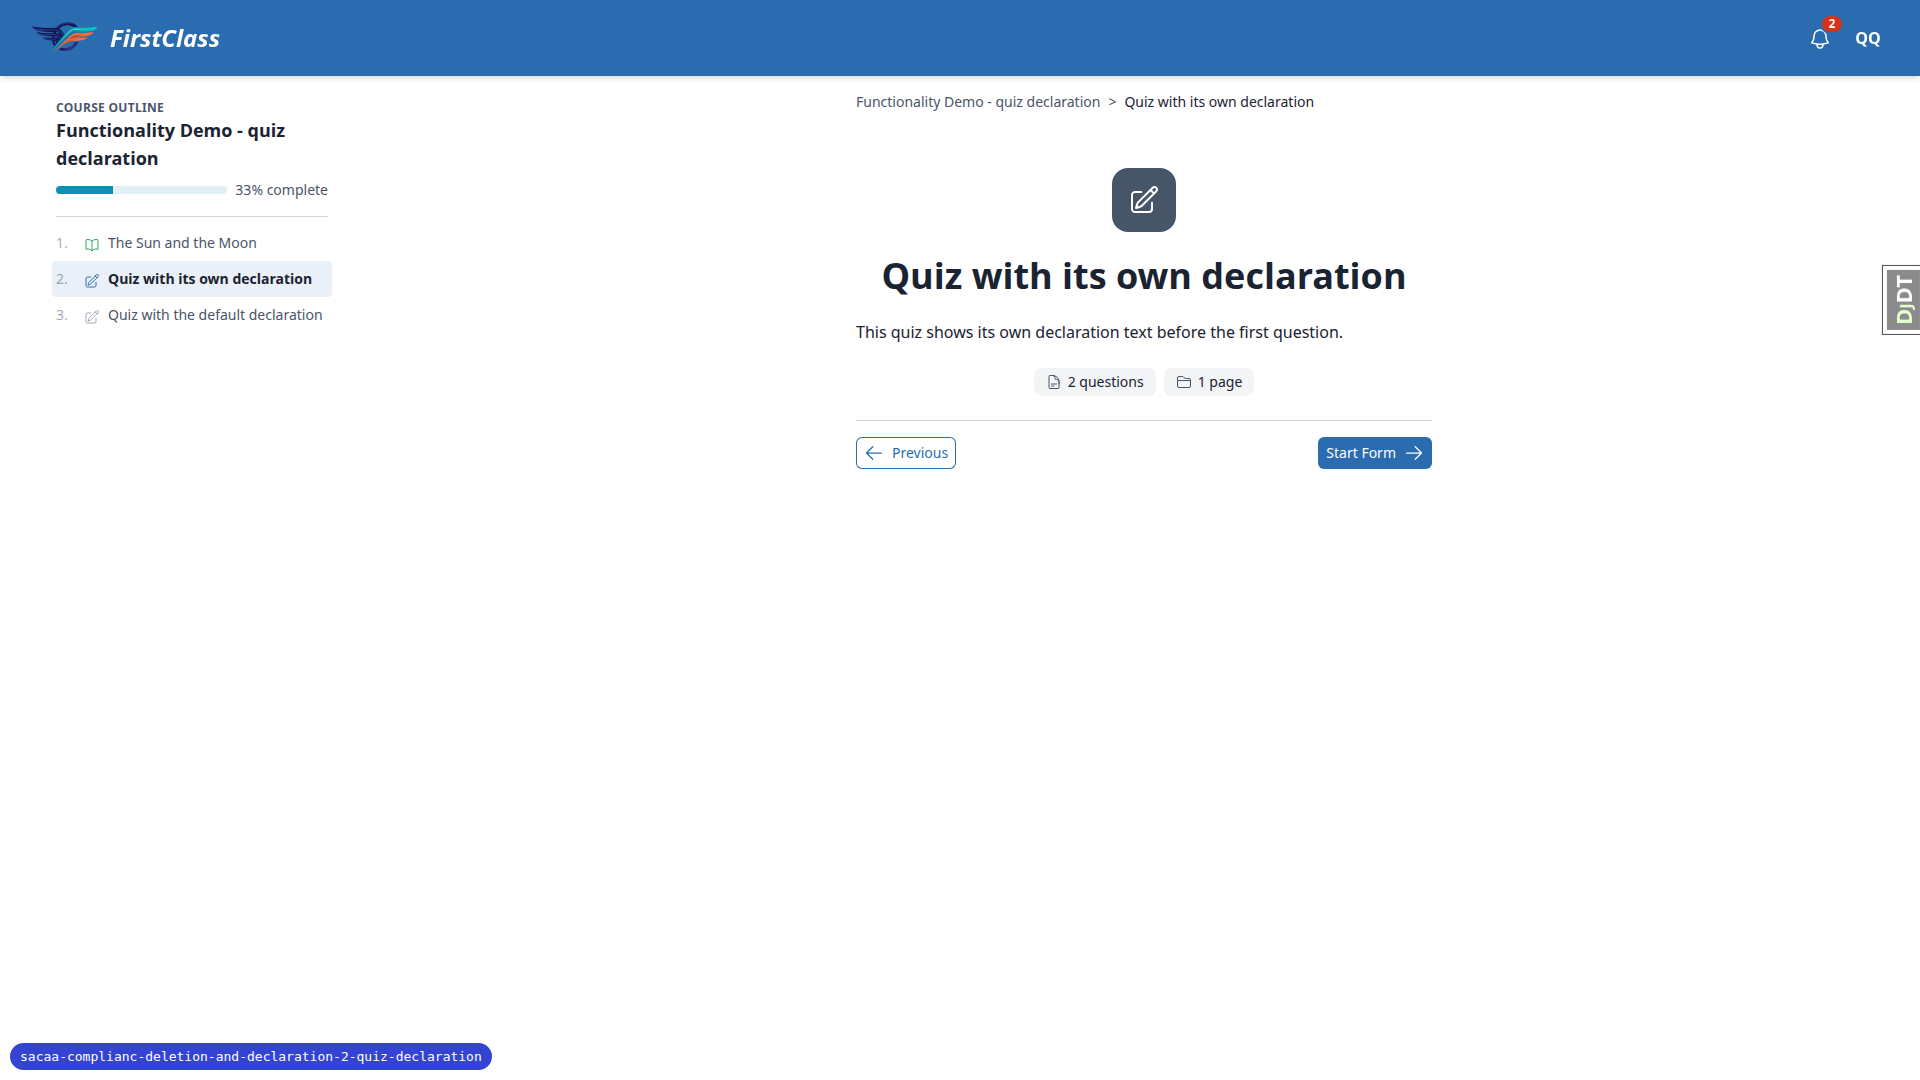 FirstClass
2
QQ
COURSE OUTLINE
Functionality Demo - quiz
declaration
33% complete
1. The Sun and the Moon
2. Quiz with its own declaration
3. Quiz with the default declaration
Functionality Demo - quiz declaration > Quiz with its own declaration
Quiz with its own declaration
This quiz shows its own declaration text before the first question.
2 questions
1 page
Previous
Start Form
DJDT
sacaa-complianc-deletion-and-declaration-2-quiz-declaration